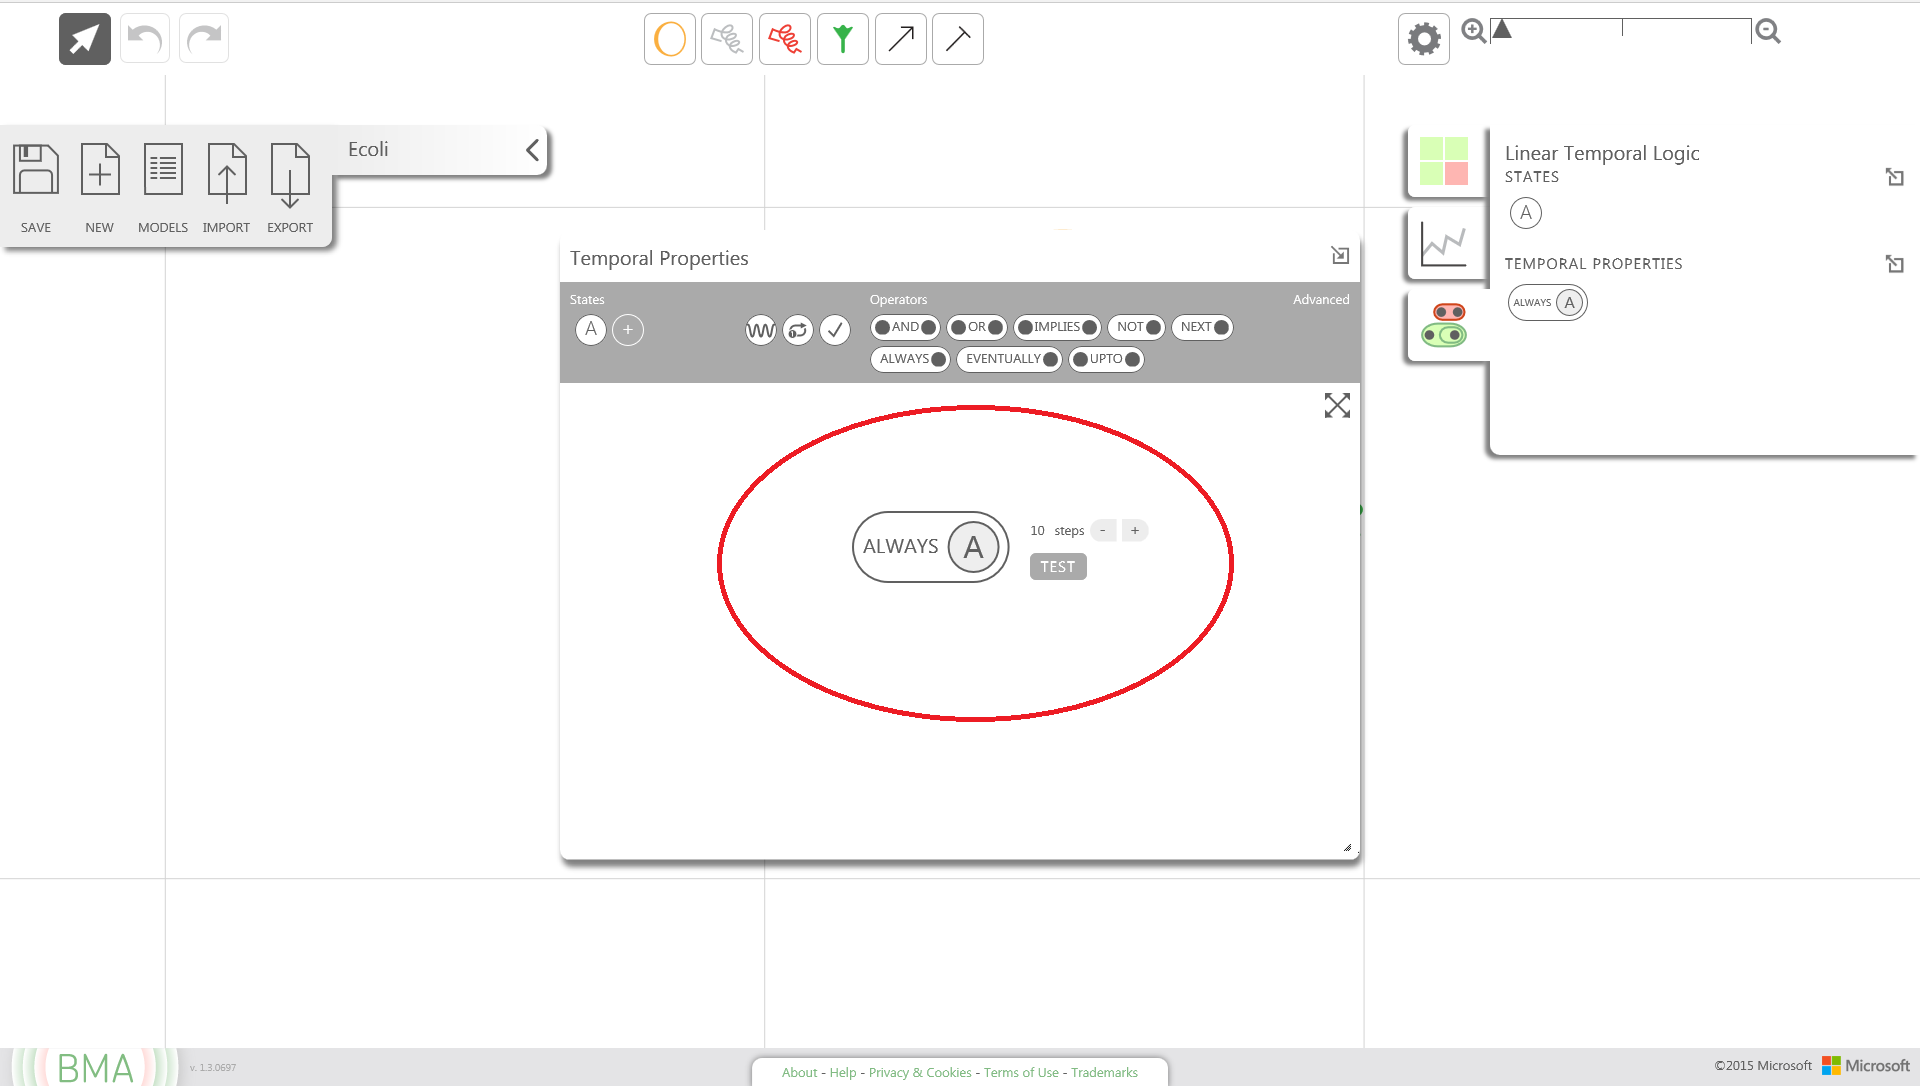 Ecoli
SAVE NEW MODELS IMPORT EXPORT
Temporal Properties
States Operators Advanced
A + AND OR IMPLIES NOT NEXT
ALWAYS EVENTUALLY UPTO
ALWAYS A
10 steps - +
TEST
Linear Temporal Logic
STATES
A
TEMPORAL PROPERTIES
ALWAYS A
BMA
v. 1.3.0697
About - Help - Privacy & Cookies - Terms of Use - Trademarks
©2015 Microsoft Microsoft